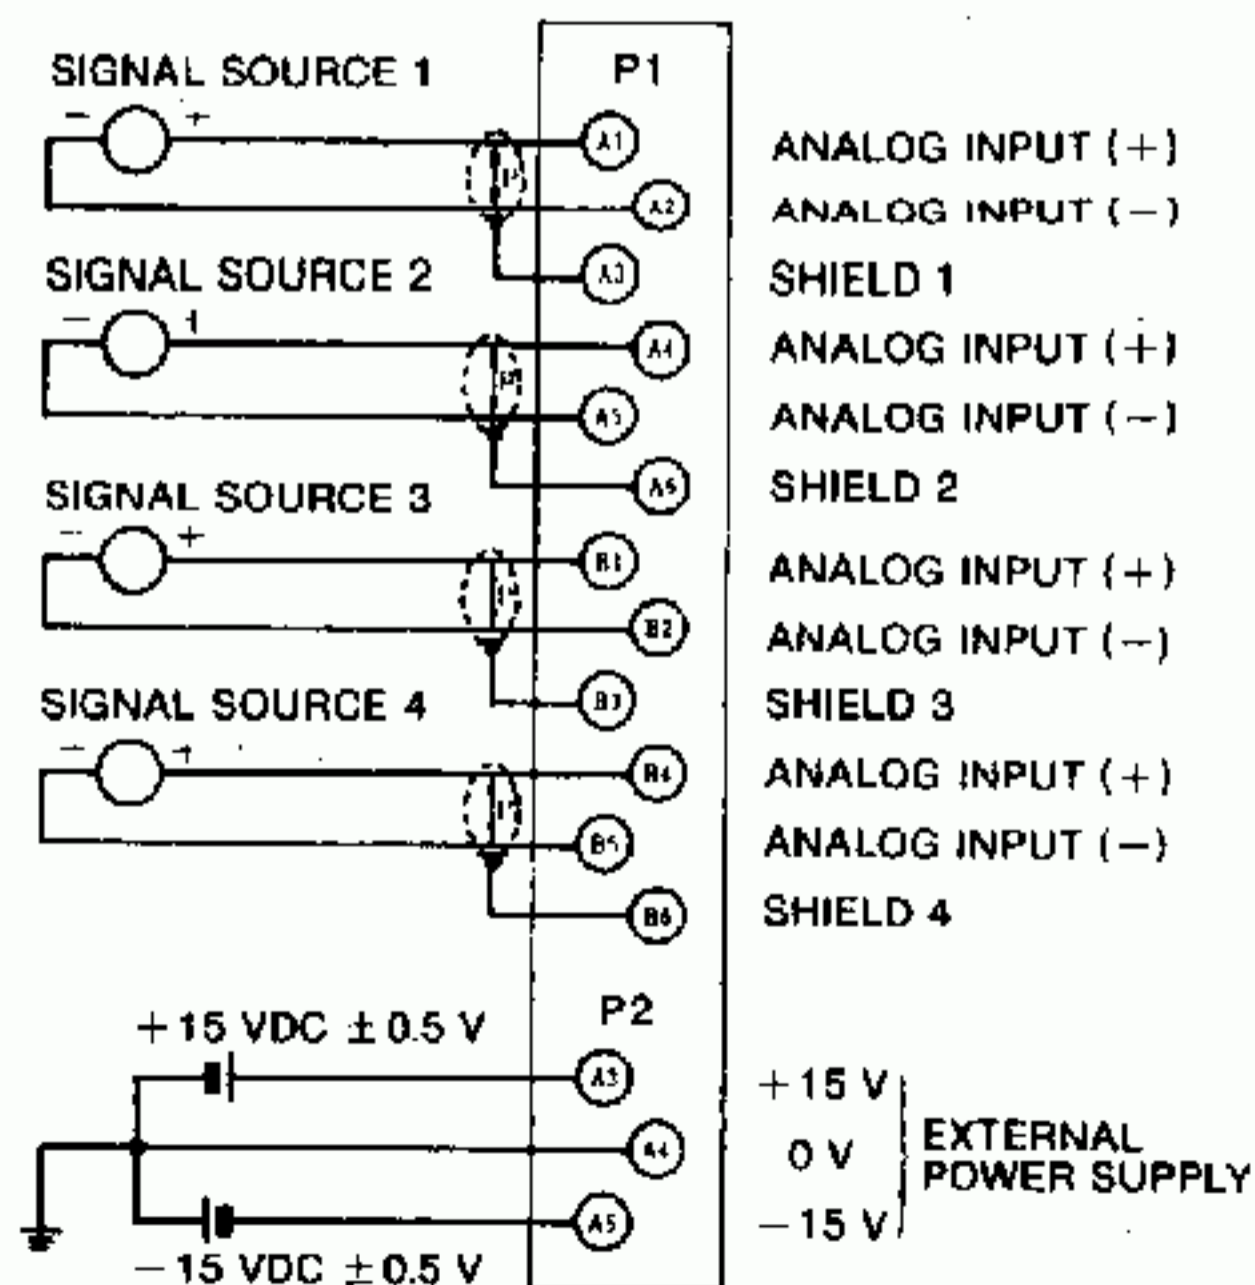 P1
SIGNAL SOURCE 1
− +
A1 ANALOG INPUT (+)
A2 ANALOG INPUT (−)
A3 SHIELD 1
SIGNAL SOURCE 2
−
A4 ANALOG INPUT (+)
A5 ANALOG INPUT (−)
A6 SHIELD 2
SIGNAL SOURCE 3
− +
B1 ANALOG INPUT (+)
B2 ANALOG INPUT (−)
B3 SHIELD 3
SIGNAL SOURCE 4
− +
B4 ANALOG INPUT (+)
B5 ANALOG INPUT (−)
B6 SHIELD 4
P2
+15 VDC ± 0.5 V
A3 +15 V
A4 0 V
A5 −15 V
EXTERNAL
POWER SUPPLY
−15 VDC ±0.5 V